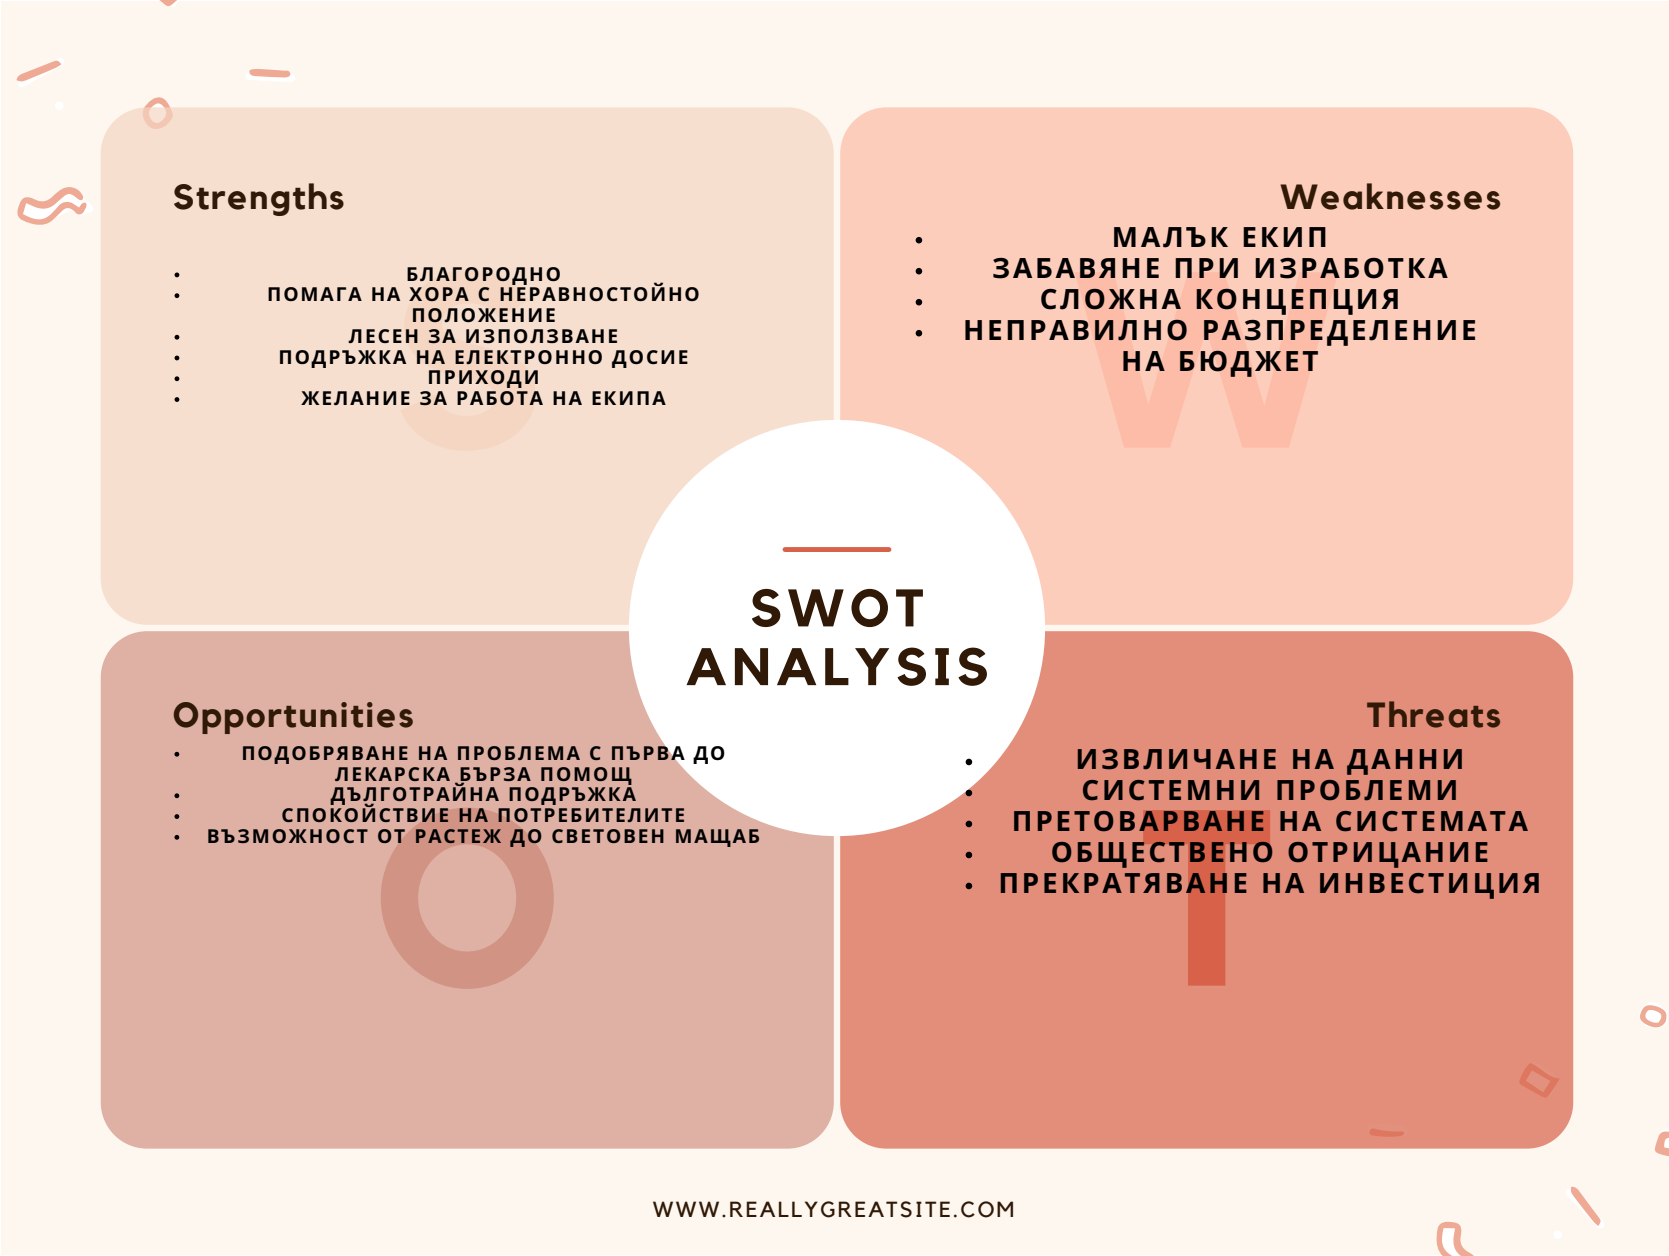 Strengths
• БЛАГОРОДНО
• ПОМАГА НА ХОРА С НЕРАВНОСТОЙНО
ПОЛОЖЕНИЕ
• ЛЕСЕН ЗА ИЗПОЛЗВАНЕ
• ПОДРЪЖКА НА ЕЛЕКТРОННО ДОСИЕ
• ПРИХОДИ
• ЖЕЛАНИЕ ЗА РАБОТА НА ЕКИПА
S
Weaknesses
• МАЛЪК ЕКИП
• ЗАБАВЯНЕ ПРИ ИЗРАБОТКА
• СЛОЖНА КОНЦЕПЦИЯ
• НЕПРАВИЛНО РАЗПРЕДЕЛЕНИЕ
НА БЮДЖЕТ
W
SWOT
ANALYSIS
Opportunities
• ПОДОБРЯВАНЕ НА ПРОБЛЕМА С ПЪРВА ДО
ЛЕКАРСКА БЪРЗА ПОМОЩ
• ДЪЛГОТРАЙНА ПОДРЪЖКА
• СПОКОЙСТВИЕ НА ПОТРЕБИТЕЛИТЕ
• ВЪЗМОЖНОСТ ОТ РАСТЕЖ ДО СВЕТОВЕН МАЩАБ
O
Threats
• ИЗВЛИЧАНЕ НА ДАННИ
• СИСТЕМНИ ПРОБЛЕМИ
• ПРЕТОВАРВАНЕ НА СИСТЕМАТА
• ОБЩЕСТВЕНО ОТРИЦАНИЕ
• ПРЕКРАТЯВАНЕ НА ИНВЕСТИЦИЯ
T
WWW.REALLYGREATSITE.COM